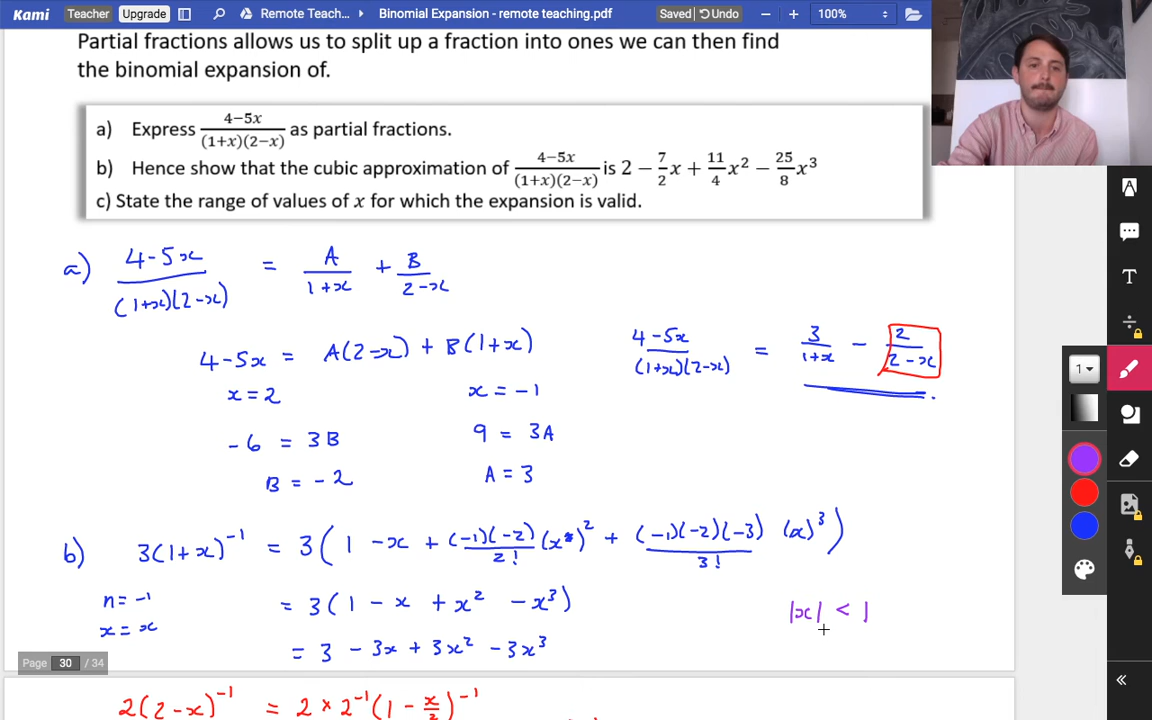 Kami Teacher Upgrade Remote Teach... Binomial Expansion - remote teaching.pdf Saved Undo 100%
Partial fractions allows us to split up a fraction into ones we can then find
the binomial expansion of.
a) Express (4−5x)/((1+x)(2−x)) as partial fractions.
b) Hence show that the cubic approximation of (4−5x)/((1+x)(2−x)) is 2 − 7/2 x + 11/4 x² − 25/8 x³
c) State the range of values of x for which the expansion is valid.
a) (4-5x)/((1+x)(2-x)) = A/(1+x) + B/(2-x)
4-5x = A(2-x) + B(1+x)
x = 2 x = -1
-6 = 3B 9 = 3A
B = -2 A = 3
(4-5x)/((1+x)(2-x)) = 3/(1+x) - 2/(2-x)
b) 3(1+x)⁻¹ = 3(1 - x + (-1)(-2)/2! (x)² + (-1)(-2)(-3)/3! (x)³)
n = -1
x = x
= 3(1 - x + x² - x³)
= 3 - 3x + 3x² - 3x³
|x| < 1
Page 30 / 34
2(2-x)⁻¹ = 2 × 2⁻¹(1 - x/2)⁻¹